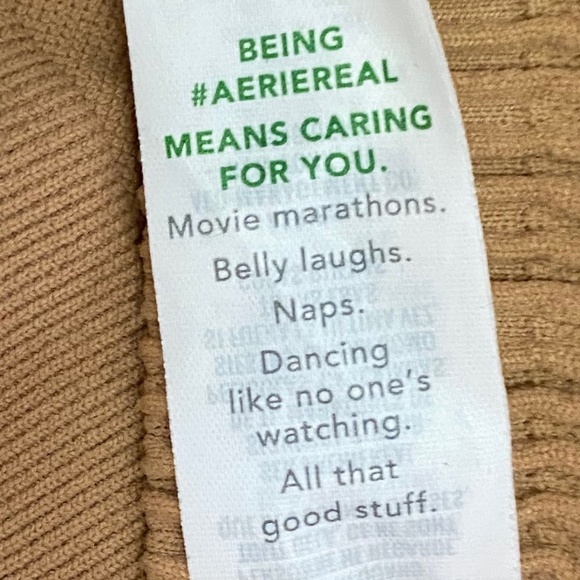 BEING
#AERIEREAL
MEANS CARING
FOR YOU.
Movie marathons.
Belly laughs.
Naps.
Dancing
like no one's
watching.
All that
good stuff.